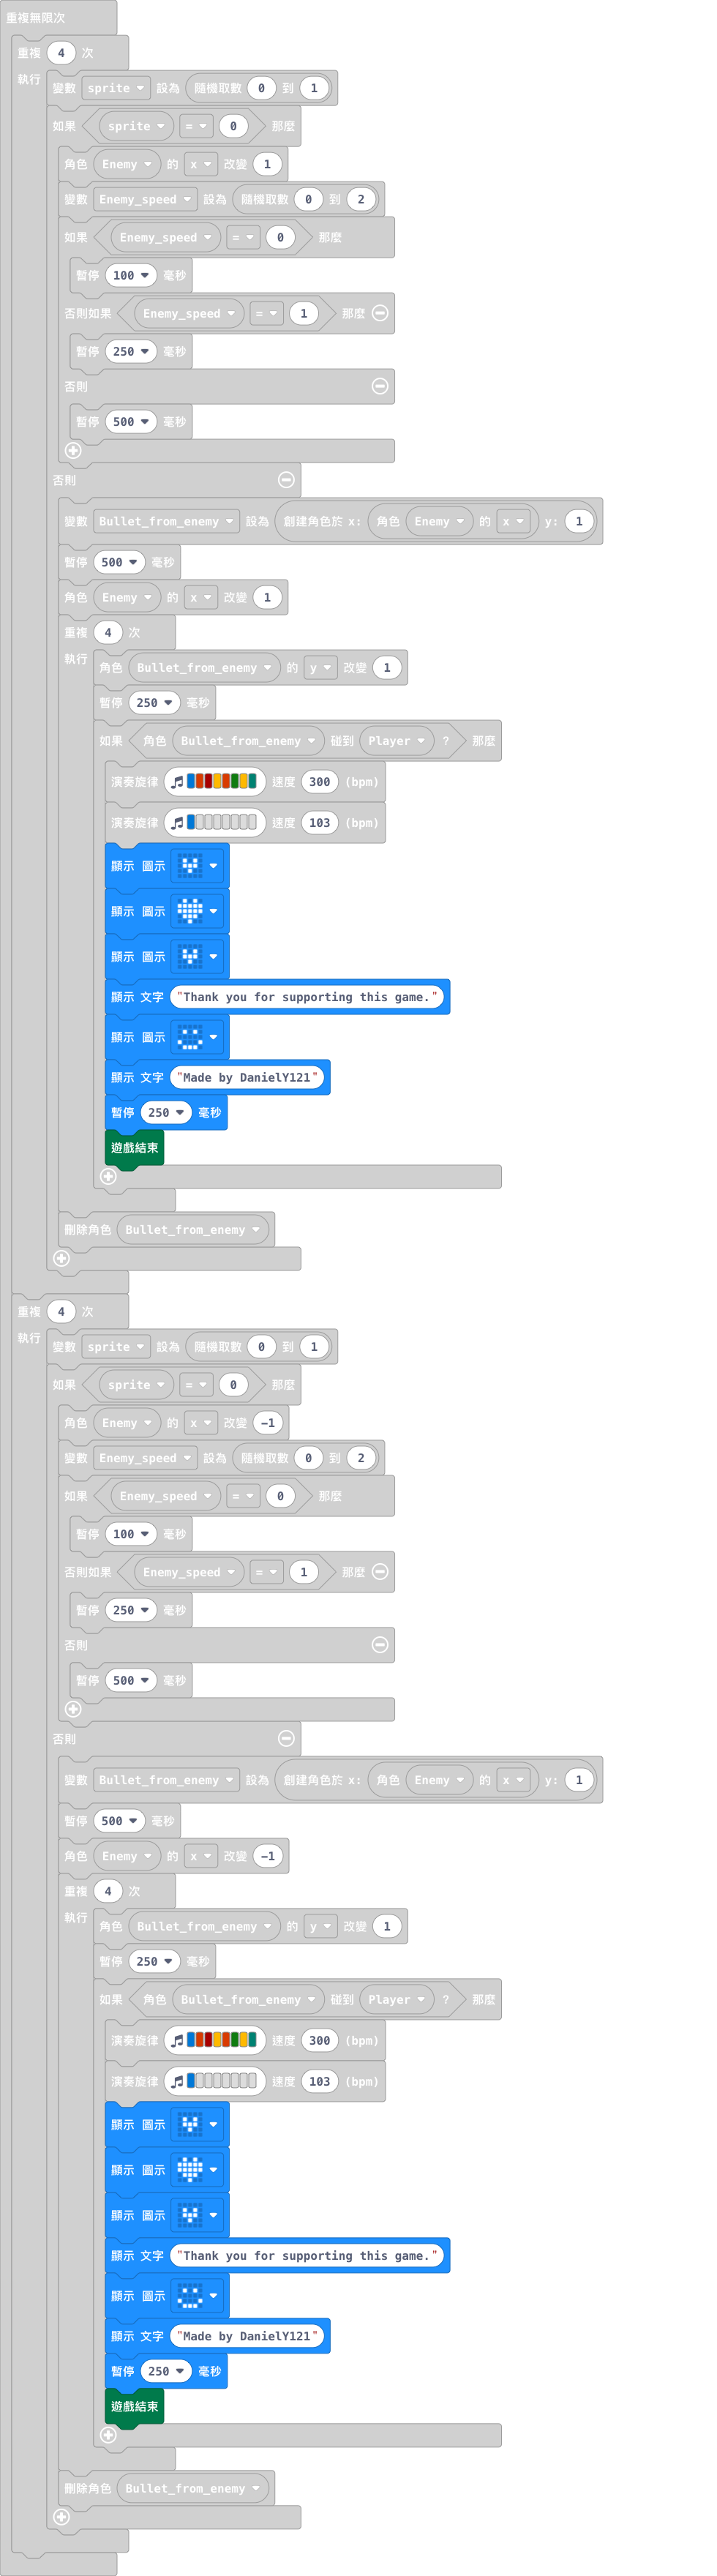 重複無限次
重複 4 次
執行 變數 sprite 設為 隨機取數 0 到 1
如果 sprite = 0 那麼
角色 Enemy 的 x 改變 1
變數 Enemy_speed 設為 隨機取數 0 到 2
如果 Enemy_speed = 0 那麼
暫停 100 毫秒
否則如果 Enemy_speed = 1 那麼
暫停 250 毫秒
否則
暫停 500 毫秒
否則
變數 Bullet_from_enemy 設為 創建角色於 x: 角色 Enemy 的 x y: 1
暫停 500 毫秒
角色 Enemy 的 x 改變 1
重複 4 次
執行 角色 Bullet_from_enemy 的 y 改變 1
暫停 250 毫秒
如果 角色 Bullet_from_enemy 碰到 Player ? 那麼
演奏旋律 速度 300 (bpm)
演奏旋律 速度 103 (bpm)
顯示 圖示
顯示 圖示
顯示 圖示
顯示 文字 "Thank you for supporting this game."
顯示 圖示
顯示 文字 "Made by DanielY121"
暫停 250 毫秒
遊戲結束
刪除角色 Bullet_from_enemy
重複 4 次
執行 變數 sprite 設為 隨機取數 0 到 1
如果 sprite = 0 那麼
角色 Enemy 的 x 改變 -1
變數 Enemy_speed 設為 隨機取數 0 到 2
如果 Enemy_speed = 0 那麼
暫停 100 毫秒
否則如果 Enemy_speed = 1 那麼
暫停 250 毫秒
否則
暫停 500 毫秒
否則
變數 Bullet_from_enemy 設為 創建角色於 x: 角色 Enemy 的 x y: 1
暫停 500 毫秒
角色 Enemy 的 x 改變 -1
重複 4 次
執行 角色 Bullet_from_enemy 的 y 改變 1
暫停 250 毫秒
如果 角色 Bullet_from_enemy 碰到 Player ? 那麼
演奏旋律 速度 300 (bpm)
演奏旋律 速度 103 (bpm)
顯示 圖示
顯示 圖示
顯示 圖示
顯示 文字 "Thank you for supporting this game."
顯示 圖示
顯示 文字 "Made by DanielY121"
暫停 250 毫秒
遊戲結束
刪除角色 Bullet_from_enemy